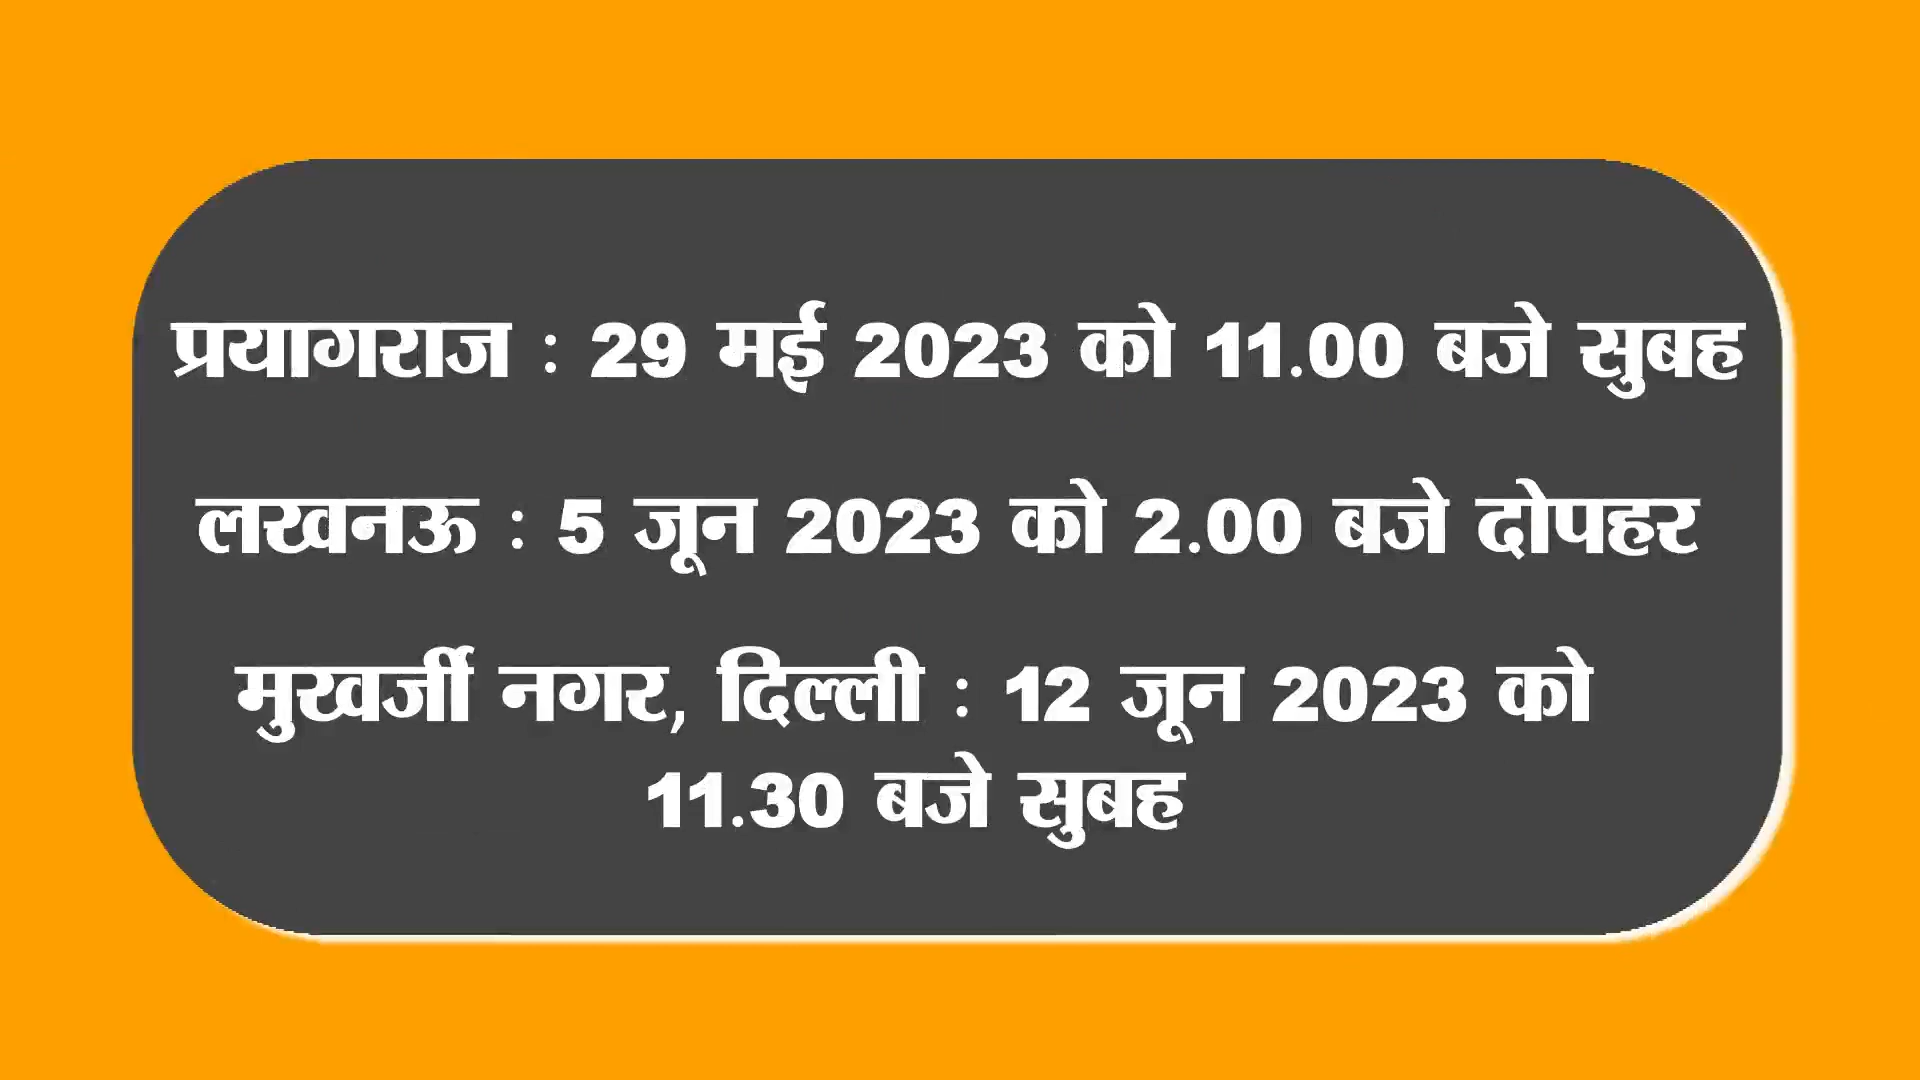 प्रयागराज : 29 मई 2023 को 11.00 बजे सुबह
लखनऊ : 5 जून 2023 को 2.00 बजे दोपहर
मुखर्जी नगर, दिल्ली : 12 जून 2023 को
11.30 बजे सुबह